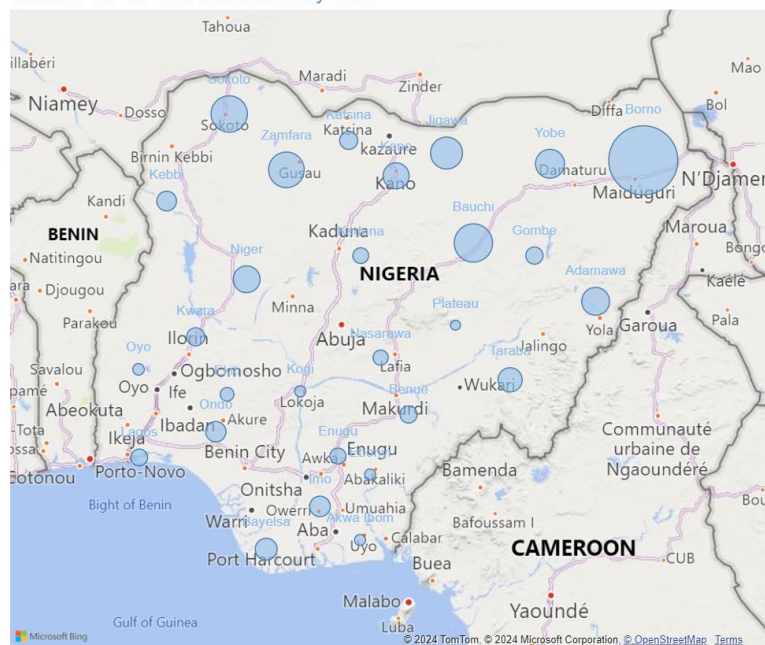 Tahoua
Mao
illabéri
Maradi
Zinder
Niamey
Dosso
Sokoto
Diffa
Borno
Bol
Sokoto
Katsina
Katsina
Zamfara
kazaure
Jigawa
Yobe
Birnin Kebbi
Gusau
Kano
Damaturu
Maiduguri
N'Djamen
Kebbi
Kandi
Bauchi
Maroua
BENIN
Kaduna
Gombe
Bongo
Natitingou
Niger
NIGERIA
Adamawa
Kaélé
Djougou
Minna
Plateau
Parakou
Kwara
Yola
Garoua
Pala
Ilorin
Abuja
Nasarawa
Jalingo
Savalou
Oyo
Ogbomosho
Kogi
Lafia
Taraba
Oyo
Ife
Lokoja
Benue
Wukari
Abeokuta
Ondo
Makurdi
Ibadan
Akure
Tota
Lagos
Ikeja
Enugu
Communauté
urbaine de
Ngaoundéré
Benin City
Enugu
Awka
Cotonou
Porto-Novo
Abakaliki
Bamenda
Imo
Onitsha
Bight of Benin
Owerri
Umuahia
Warri
Bayelsa
Akwa Ibom
Bafoussam I
Aba
Calabar
Uyo
CAMEROON
Port Harcourt
Buea
CUB
Malabo
Yaoundé
Gulf of Guinea
Luba
Microsoft Bing
© 2024 TomTom, © 2024 Microsoft Corporation, © OpenStreetMap Terms